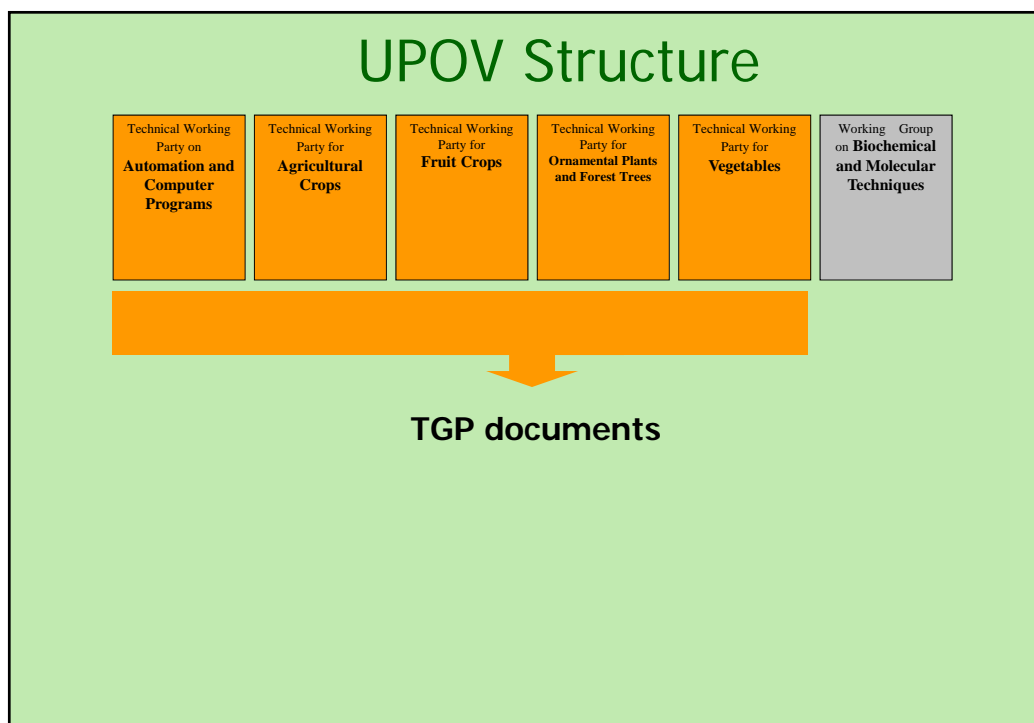 UPOV Structure
Technical Working
Party on
Automation and
Computer
Programs
Technical Working
Party for
Agricultural
Crops
Technical Working
Party for
Fruit Crops
Technical Working
Party for
Ornamental Plants
and Forest Trees
Technical Working
Party for
Vegetables
Working Group
on Biochemical
and Molecular
Techniques
TGP documents